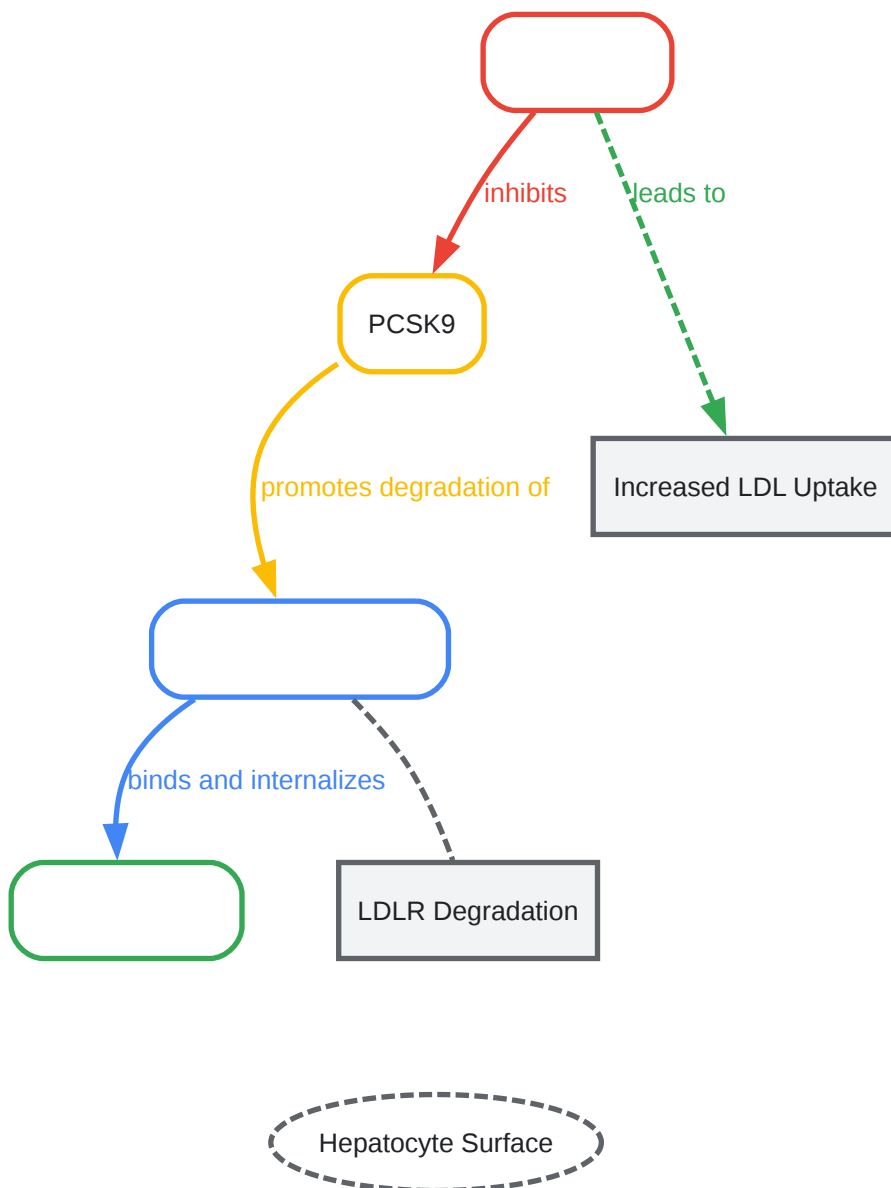 inhibits
leads to
PCSK9
promotes degradation of
Increased LDL Uptake
binds and internalizes
LDLR Degradation
Hepatocyte Surface